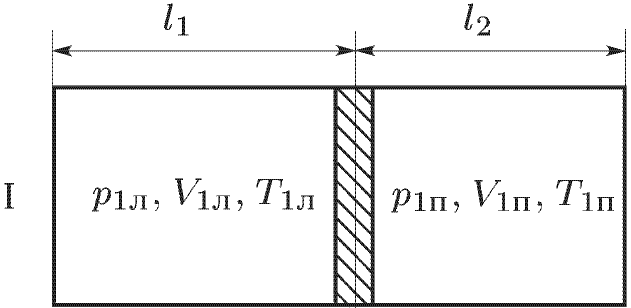 l₁ l₂
I p₁л, V₁л, T₁л p₁п, V₁п, T₁п